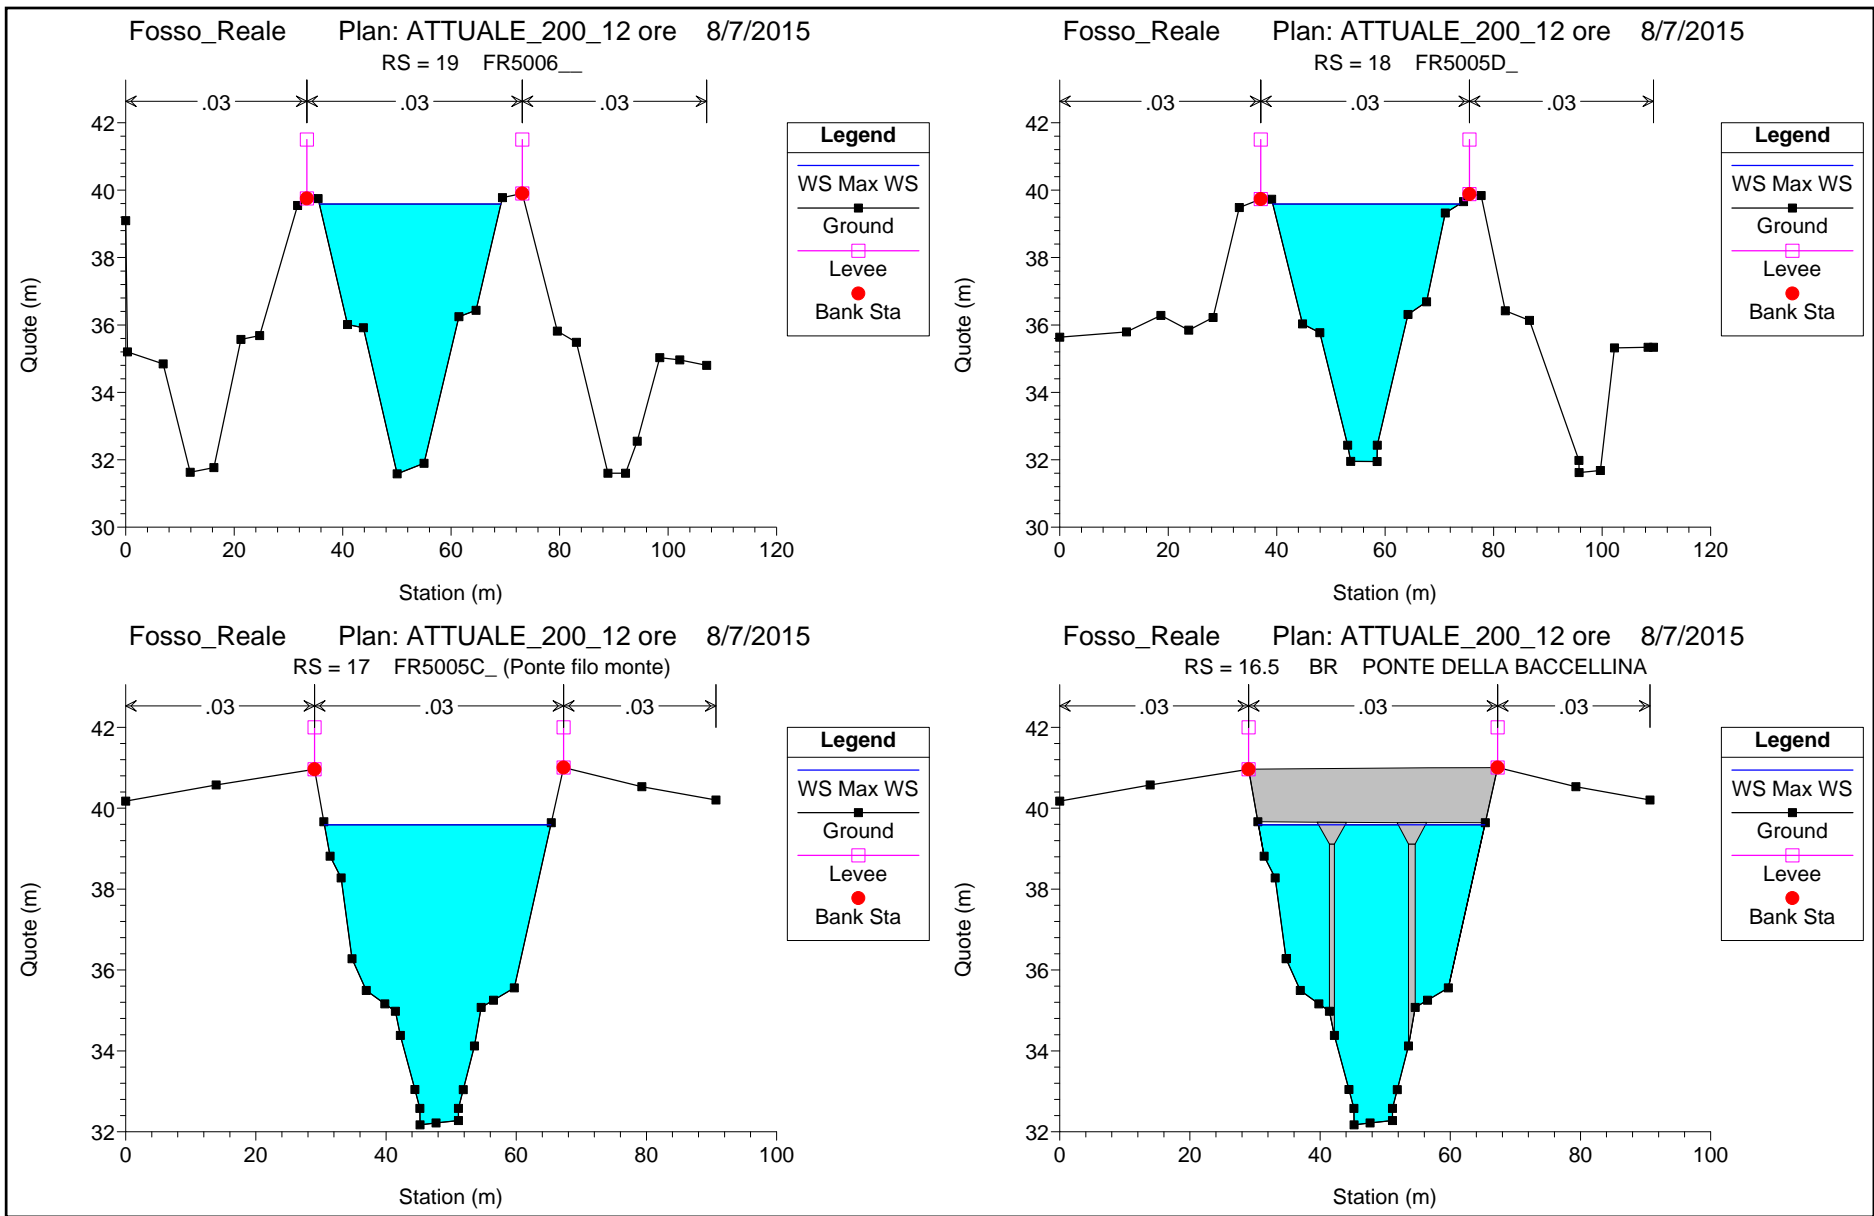 Fosso_Reale Plan: ATTUALE_200_12 ore 8/7/2015
RS = 19 FR5006__
.03 .03 .03
42
40
38
36
34
32
30
0 20 40 60 80 100 120
Quote (m)
Station (m)
Legend
WS Max WS
Ground
Levee
Bank Sta
Fosso_Reale Plan: ATTUALE_200_12 ore 8/7/2015
RS = 18 FR5005D_
.03 .03 .03
42
40
38
36
34
32
30
0 20 40 60 80 100 120
Quote (m)
Station (m)
Legend
WS Max WS
Ground
Levee
Bank Sta
Fosso_Reale Plan: ATTUALE_200_12 ore 8/7/2015
RS = 17 FR5005C_ (Ponte filo monte)
.03 .03 .03
42
40
38
36
34
32
0 20 40 60 80 100
Quote (m)
Station (m)
Legend
WS Max WS
Ground
Levee
Bank Sta
Fosso_Reale Plan: ATTUALE_200_12 ore 8/7/2015
RS = 16.5 BR PONTE DELLA BACCELLINA
.03 .03 .03
42
40
38
36
34
32
0 20 40 60 80 100
Quote (m)
Station (m)
Legend
WS Max WS
Ground
Levee
Bank Sta